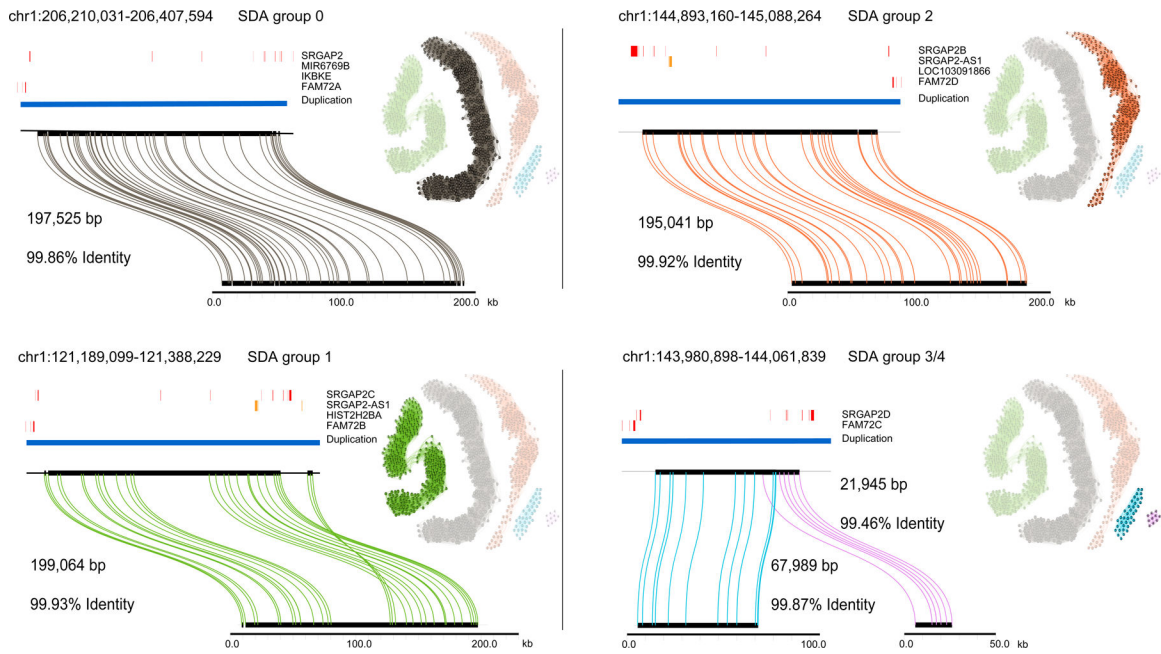 chr1:206,210,031-206,407,594 SDA group 0
SRGAP2
MIR6769B
IKBKE
FAM72A
Duplication
197,525 bp
99.86% Identity
0.0 100.0 200.0 kb
chr1:144,893,160-145,088,264 SDA group 2
SRGAP2B
SRGAP2-AS1
LOC103091866
FAM72D
Duplication
195,041 bp
99.92% Identity
0.0 100.0 200.0 kb
chr1:121,189,099-121,388,229 SDA group 1
SRGAP2C
SRGAP2-AS1
HIST2H2BA
FAM72B
Duplication
199,064 bp
99.93% Identity
0.0 100.0 200.0 kb
chr1:143,980,898-144,061,839 SDA group 3/4
SRGAP2D
FAM72C
Duplication
21,945 bp
99.46% Identity
67,989 bp
99.87% Identity
0.0 100.0 0.0 50.0 kb